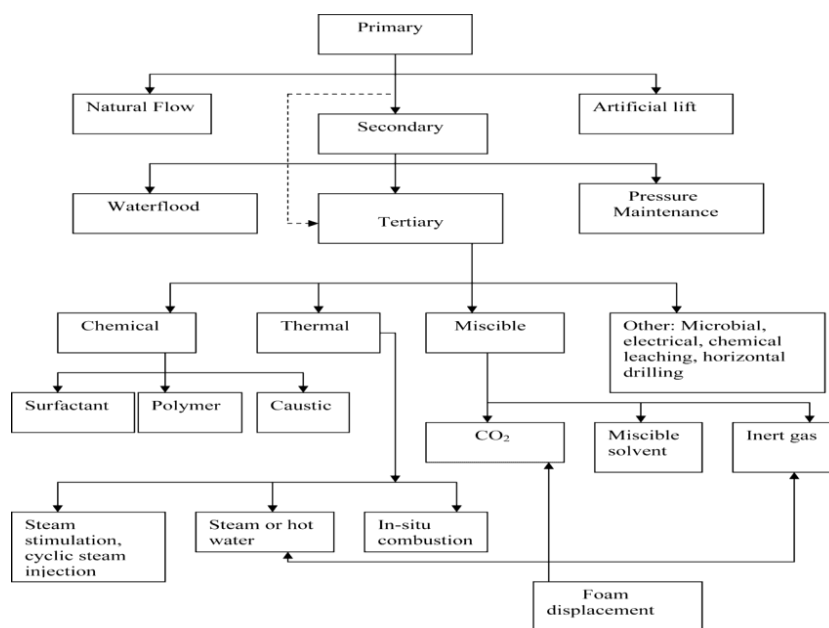 Primary
Natural Flow
Artificial lift
Secondary
Waterflood
Pressure
Maintenance
Tertiary
Chemical
Thermal
Miscible
Other: Microbial,
electrical, chemical
leaching, horizontal
drilling
Surfactant
Polymer
Caustic
CO₂
Miscible
solvent
Inert gas
Steam
stimulation,
cyclic steam
injection
Steam or hot
water
In-situ
combustion
Foam
displacement